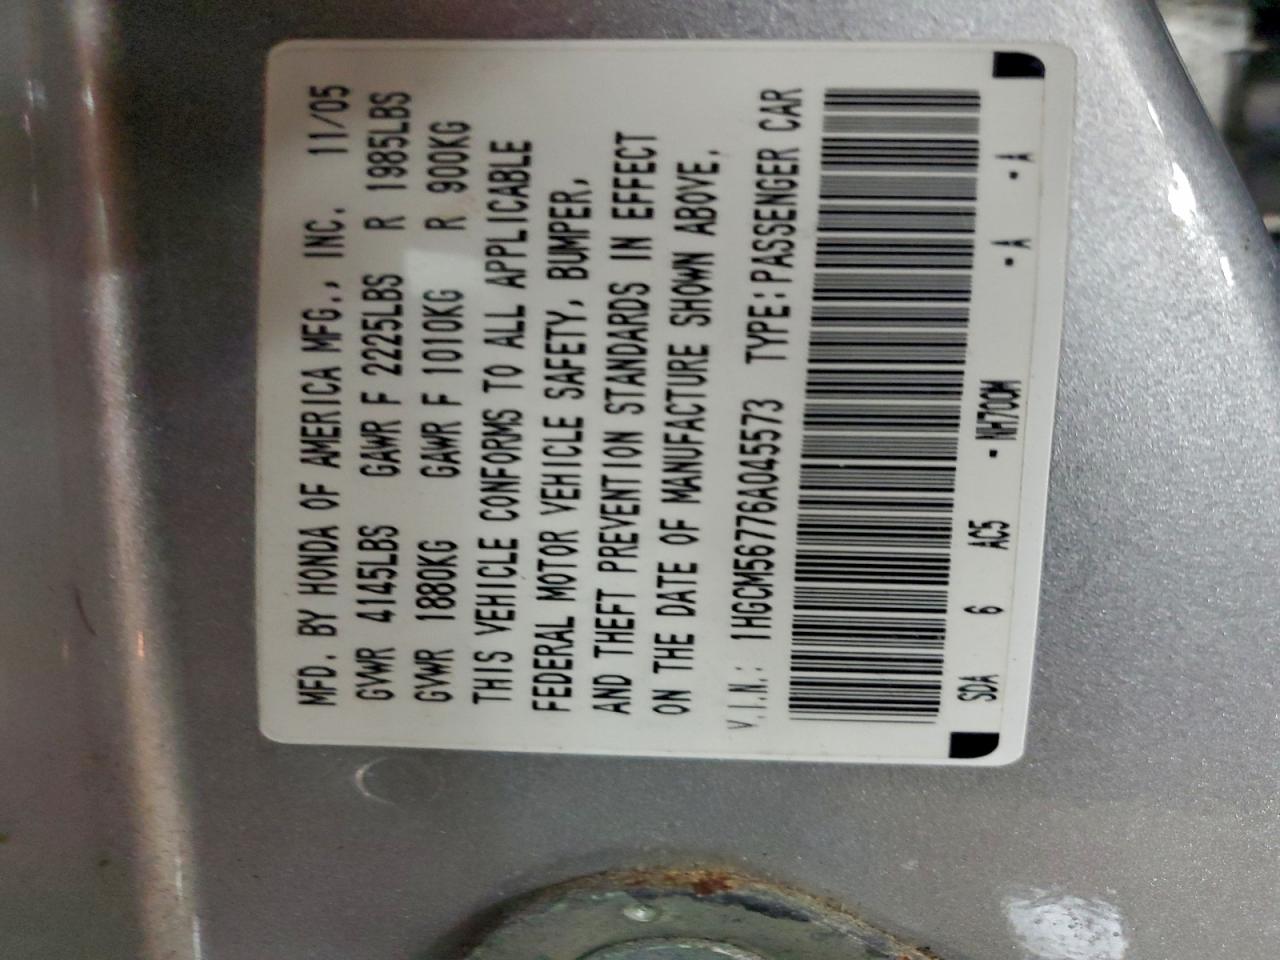 MFD. BY HONDA OF AMERICA MFG., INC. 11/05
GVWR 4145LBS GAWR F 2225LBS R 1985LBS
GVWR 1880KG GAWR F 1010KG R 900KG
THIS VEHICLE CONFORMS TO ALL APPLICABLE
FEDERAL MOTOR VEHICLE SAFETY, BUMPER,
AND THEFT PREVENTION STANDARDS IN EFFECT
ON THE DATE OF MANUFACTURE SHOWN ABOVE,
V.I.N.: 1HGCM56776A045573 TYPE:PASSENGER CAR
SDA 6 AC5 • NH700M • A • A